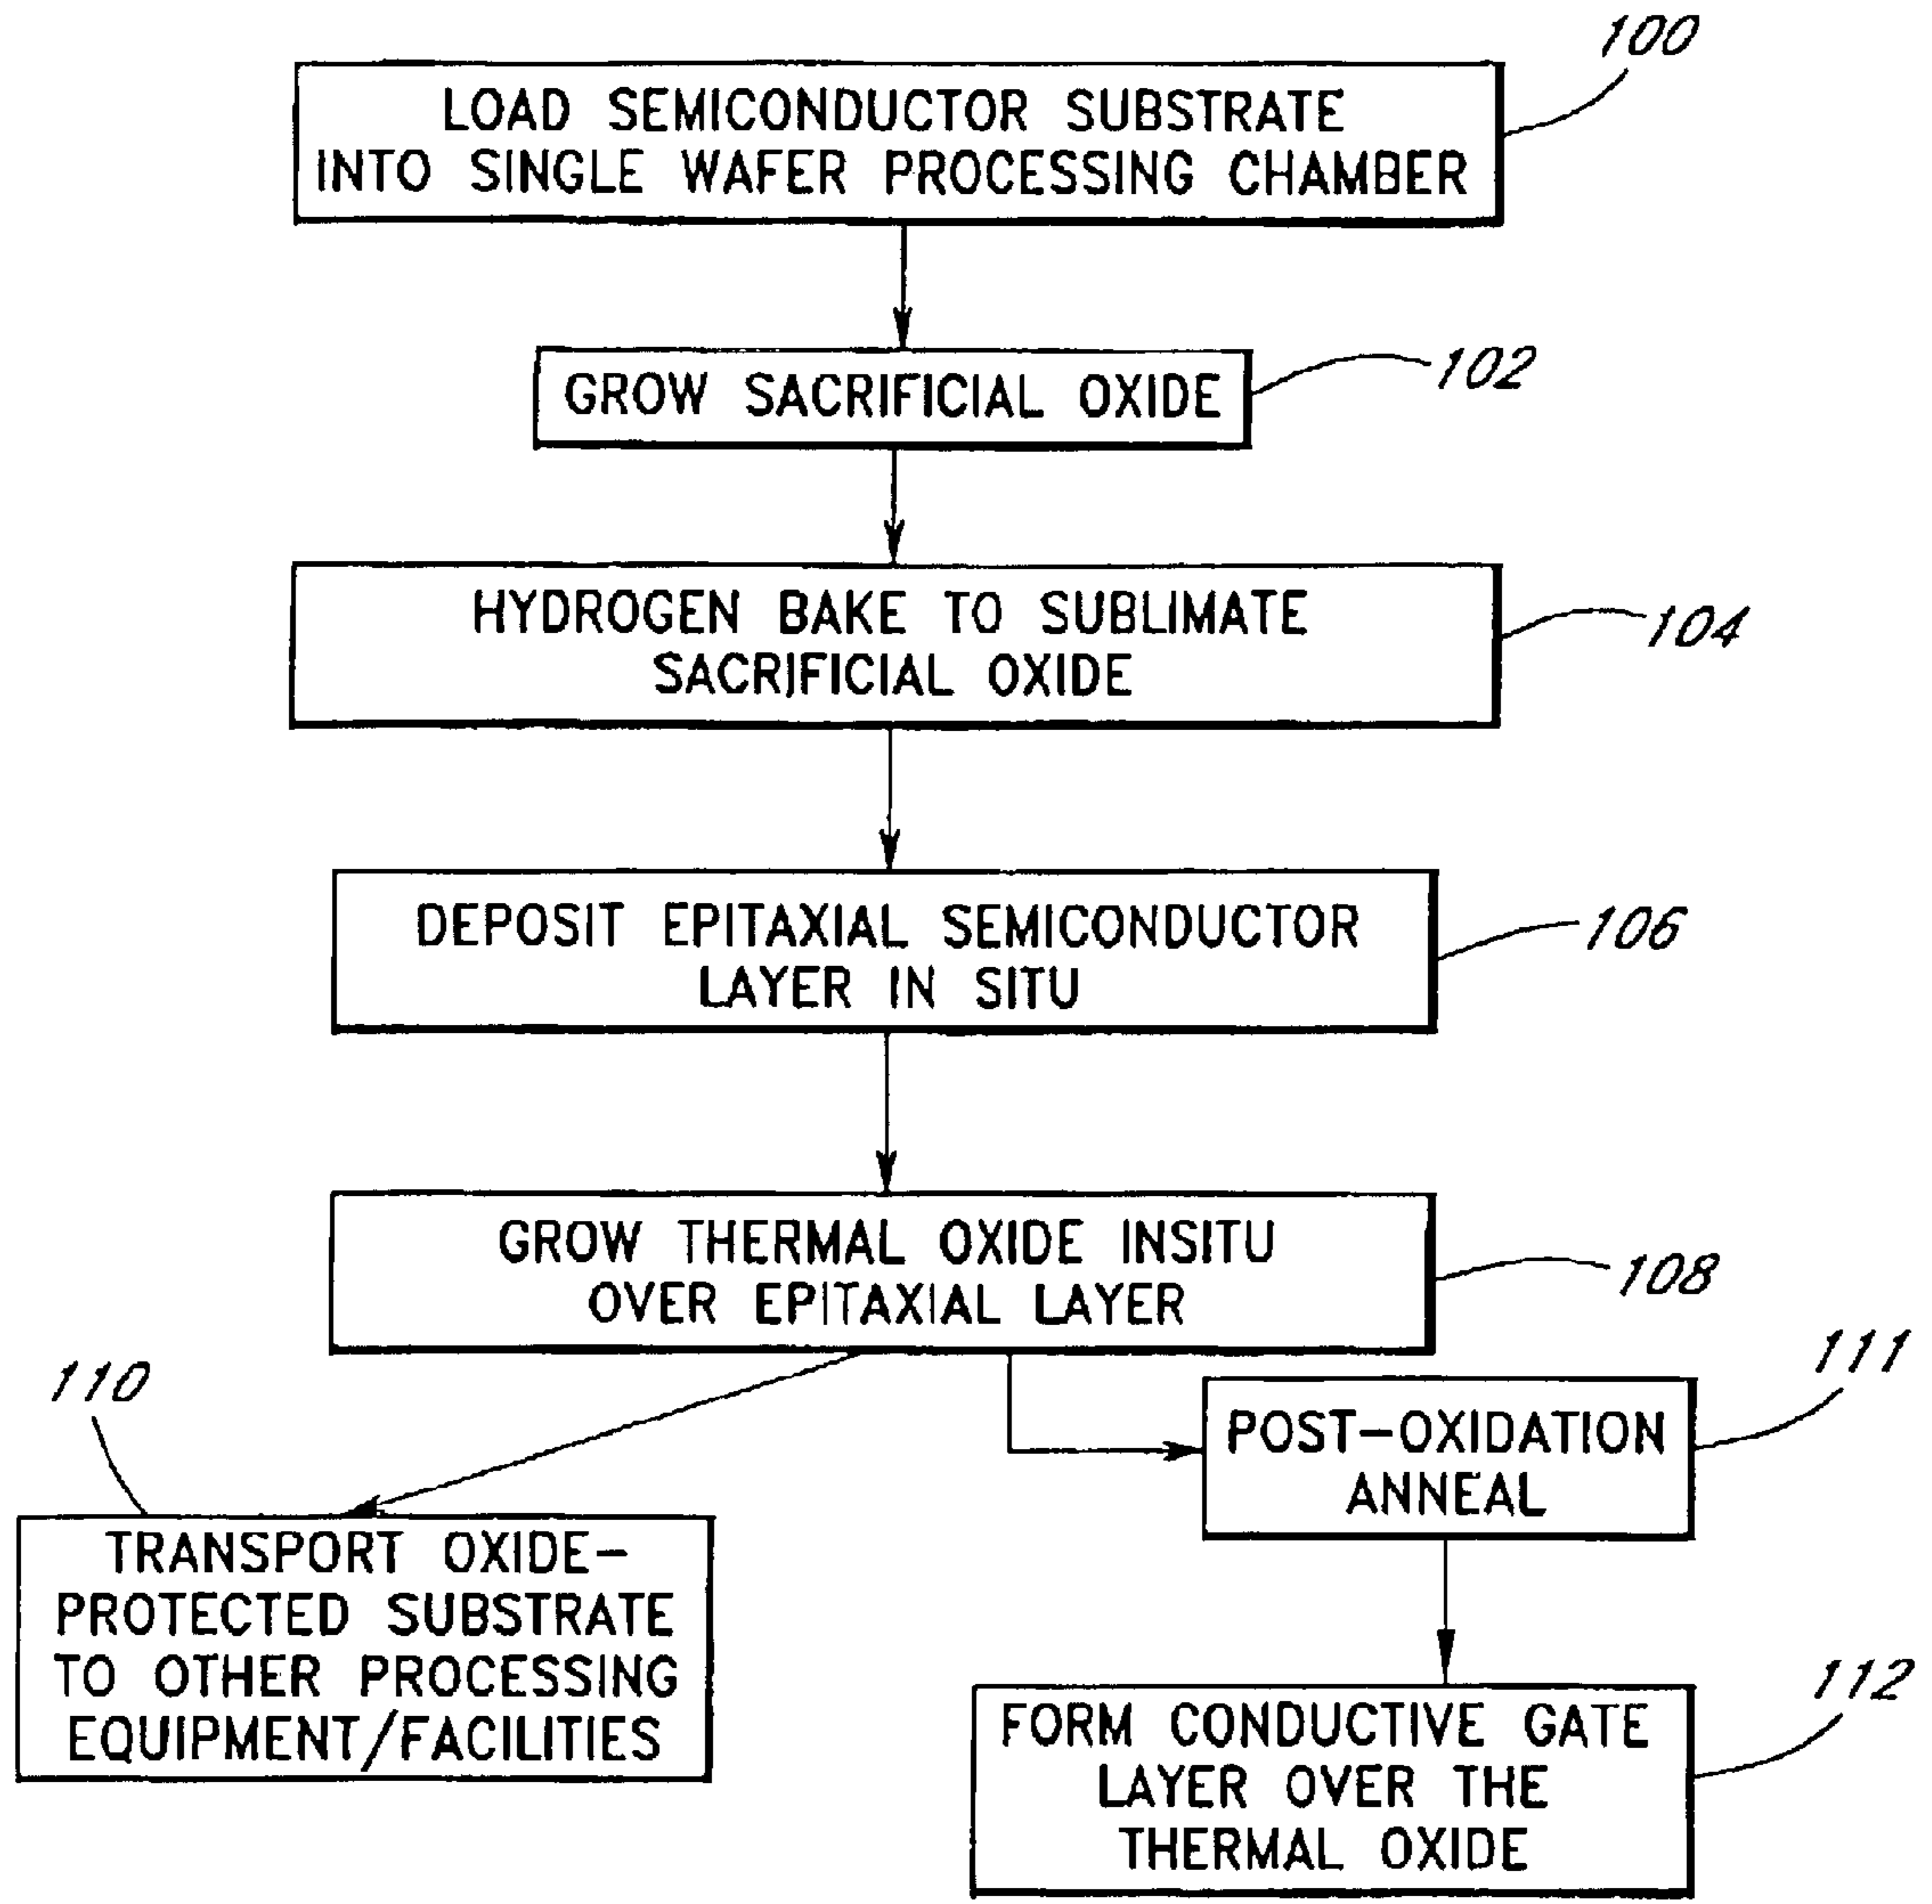 100
LOAD SEMICONDUCTOR SUBSTRATE
INTO SINGLE WAFER PROCESSING CHAMBER
102
GROW SACRIFICIAL OXIDE
104
HYDROGEN BAKE TO SUBLIMATE
SACRIFICIAL OXIDE
106
DEPOSIT EPITAXIAL SEMICONDUCTOR
LAYER IN SITU
108
GROW THERMAL OXIDE INSITU
OVER EPITAXIAL LAYER
110
TRANSPORT OXIDE-
PROTECTED SUBSTRATE
TO OTHER PROCESSING
EQUIPMENT/FACILITIES
111
POST-OXIDATION
ANNEAL
112
FORM CONDUCTIVE GATE
LAYER OVER THE
THERMAL OXIDE